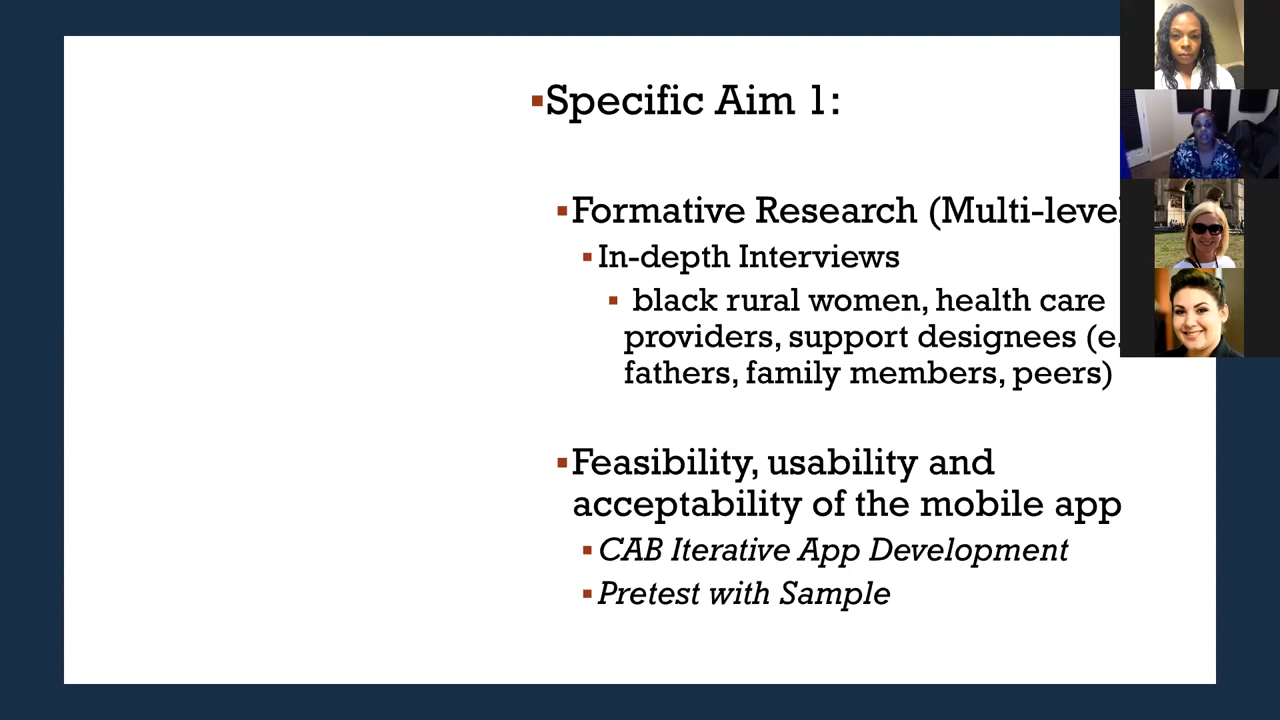 ▪Specific Aim 1:
▪Formative Research (Multi-leve
▪In-depth Interviews
▪ black rural women, health care
providers, support designees (e.
fathers, family members, peers)
▪Feasibility, usability and
acceptability of the mobile app
▪CAB Iterative App Development
▪Pretest with Sample